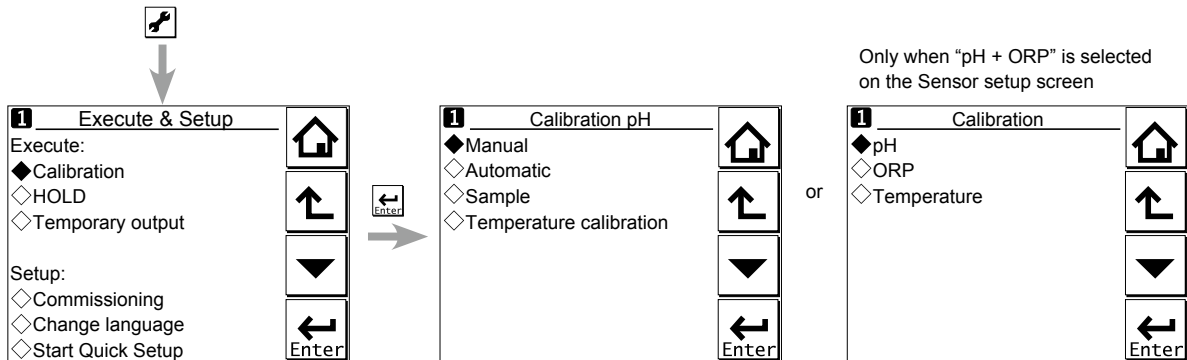 Only when “pH + ORP” is selected
on the Sensor setup screen
1 Execute & Setup
Execute:
Calibration
HOLD
Temporary output
Setup:
Commissioning
Change language
Start Quick Setup
Enter
Enter
1 Calibration pH
Manual
Automatic
Sample
Temperature calibration
Enter
or
1 Calibration
pH
ORP
Temperature
Enter